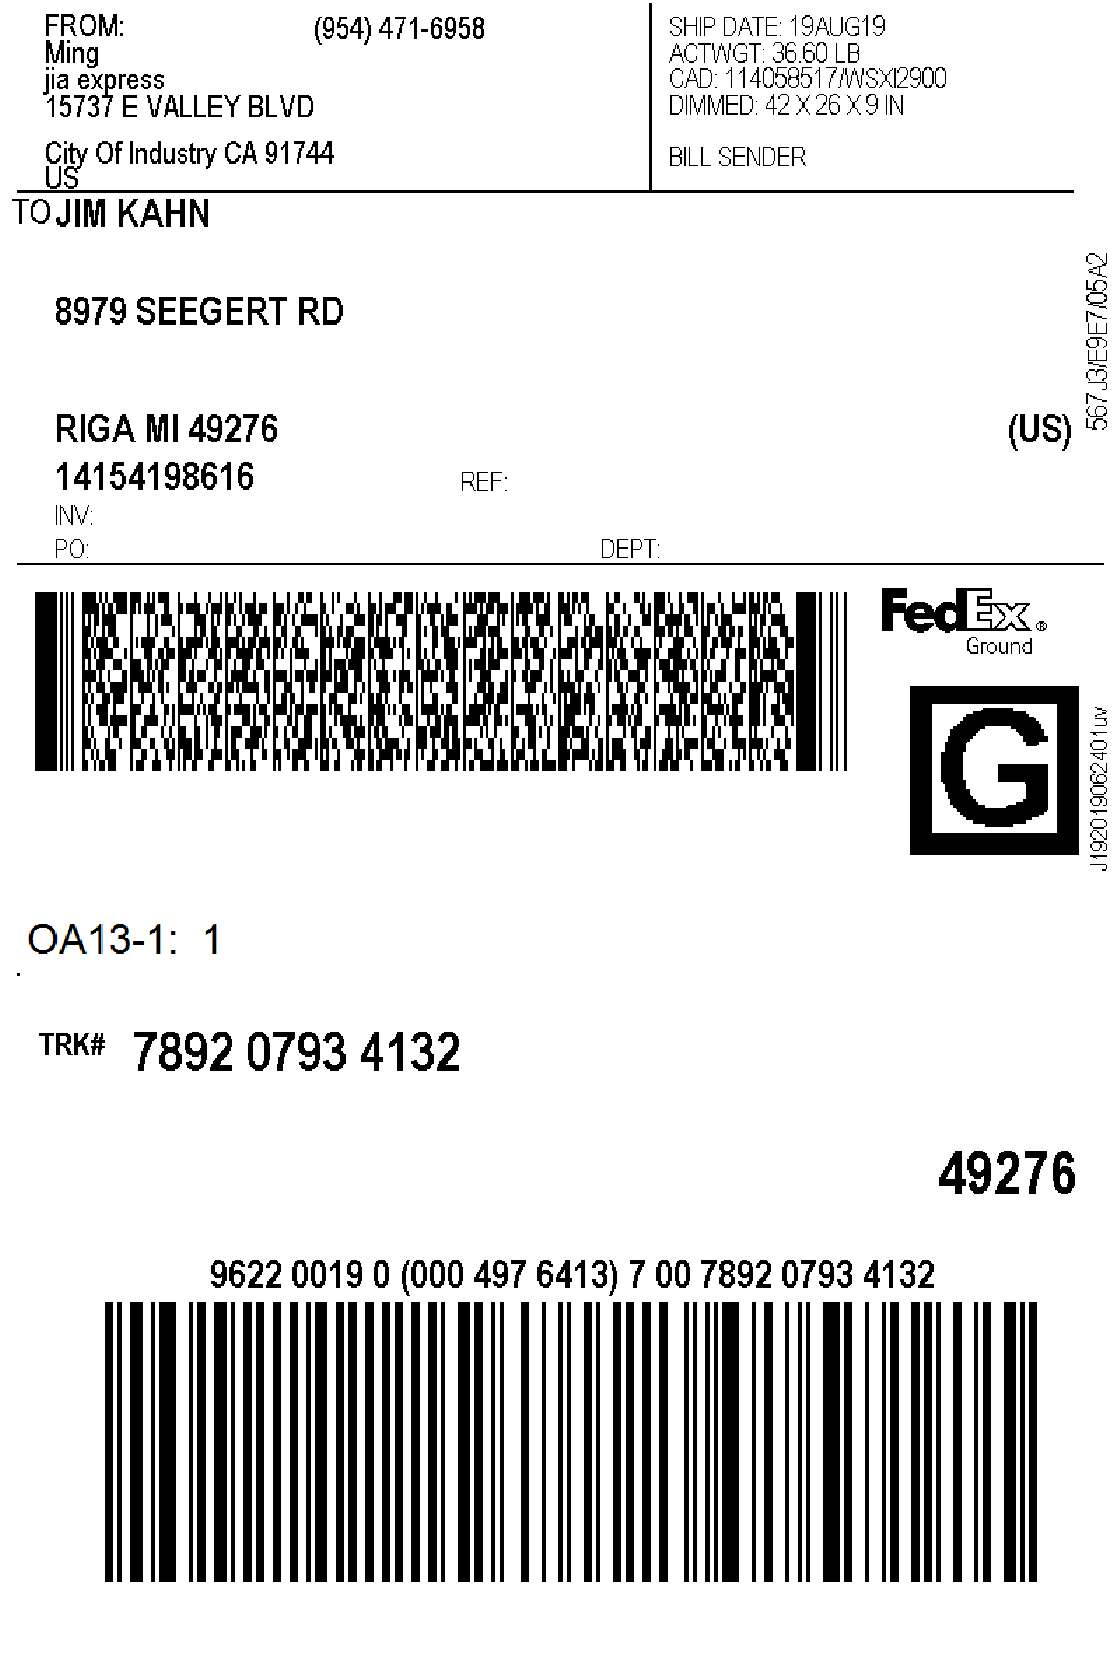 FROM: (954) 471-6958
Ming
jia express
15737 E VALLEY BLVD
City Of Industry CA 91744
US
SHIP DATE: 19AUG19
ACTWGT: 36.60 LB
CAD: 114058517/WSXI2900
DIMMED: 42 X 26 X 9 IN
BILL SENDER
TO JIM KAHN
8979 SEEGERT RD
RIGA MI 49276 (US)
14154198616 REF:
INV:
PO: DEPT:
567J3/E9E7/05A2
FedEx ®
Ground
G
J192019062401uv
OA13-1: 1
.
TRK# 7892 0793 4132
49276
9622 0019 0 (000 497 6413) 7 00 7892 0793 4132